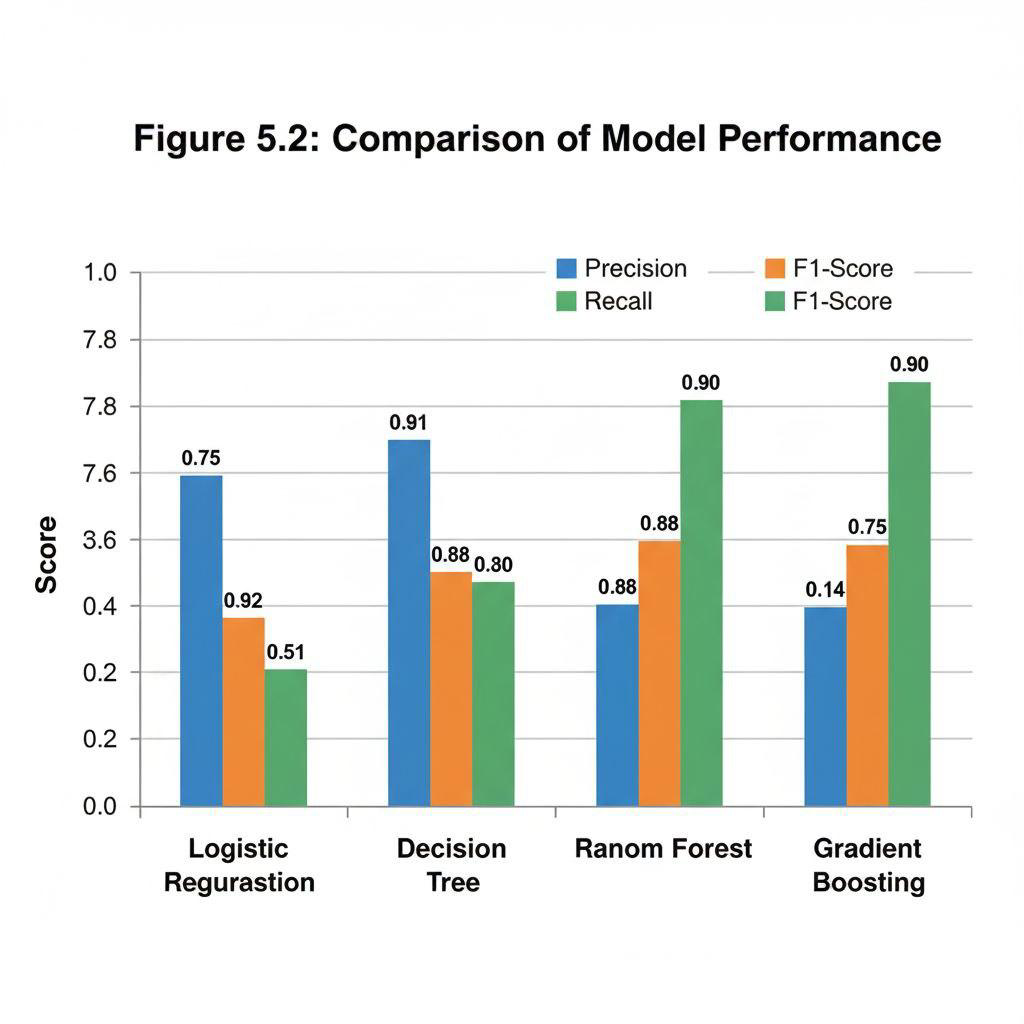 Figure 5.2: Comparison of Model Performance
Precision
F1-Score
Recall
F1-Score
Score
1.0
7.8
7.8
7.6
3.6
0.4
0.2
0.2
0.0
0.75
0.92
0.51
0.91
0.88
0.80
0.88
0.88
0.90
0.14
0.75
0.90
Logistic
Regurastion
Decision
Tree
Ranom Forest
Gradient
Boosting